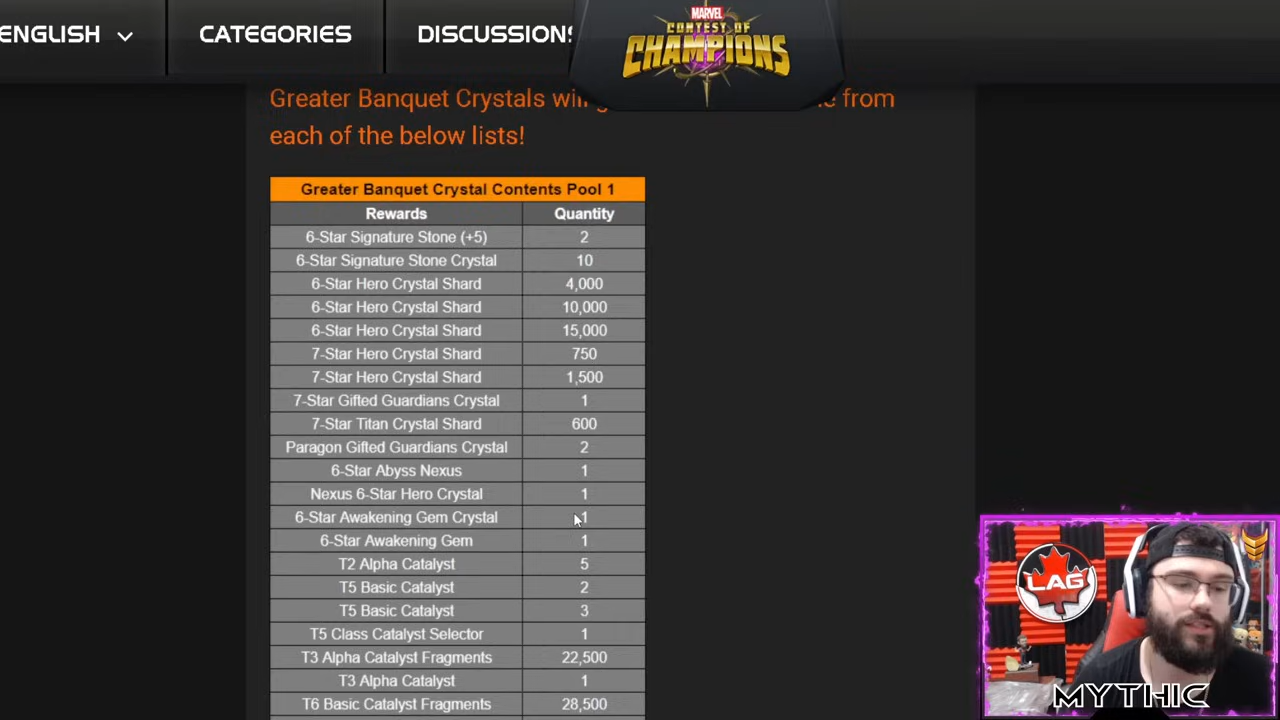 ENGLISH
CATEGORIES
DISCUSSIONS
MARVEL
CONTEST OF
CHAMPIONS
Greater Banquet Crystals will from
each of the below lists!
Greater Banquet Crystal Contents Pool 1
Rewards Quantity
6-Star Signature Stone (+5) 2
6-Star Signature Stone Crystal 10
6-Star Hero Crystal Shard 4,000
6-Star Hero Crystal Shard 10,000
6-Star Hero Crystal Shard 15,000
7-Star Hero Crystal Shard 750
7-Star Hero Crystal Shard 1,500
7-Star Gifted Guardians Crystal 1
7-Star Titan Crystal Shard 600
Paragon Gifted Guardians Crystal 2
6-Star Abyss Nexus 1
Nexus 6-Star Hero Crystal 1
6-Star Awakening Gem Crystal 1
6-Star Awakening Gem 1
T2 Alpha Catalyst 5
T5 Basic Catalyst 2
T5 Basic Catalyst 3
T5 Class Catalyst Selector 1
T3 Alpha Catalyst Fragments 22,500
T3 Alpha Catalyst 1
T6 Basic Catalyst Fragments 28,500
LAG
MYTHIC